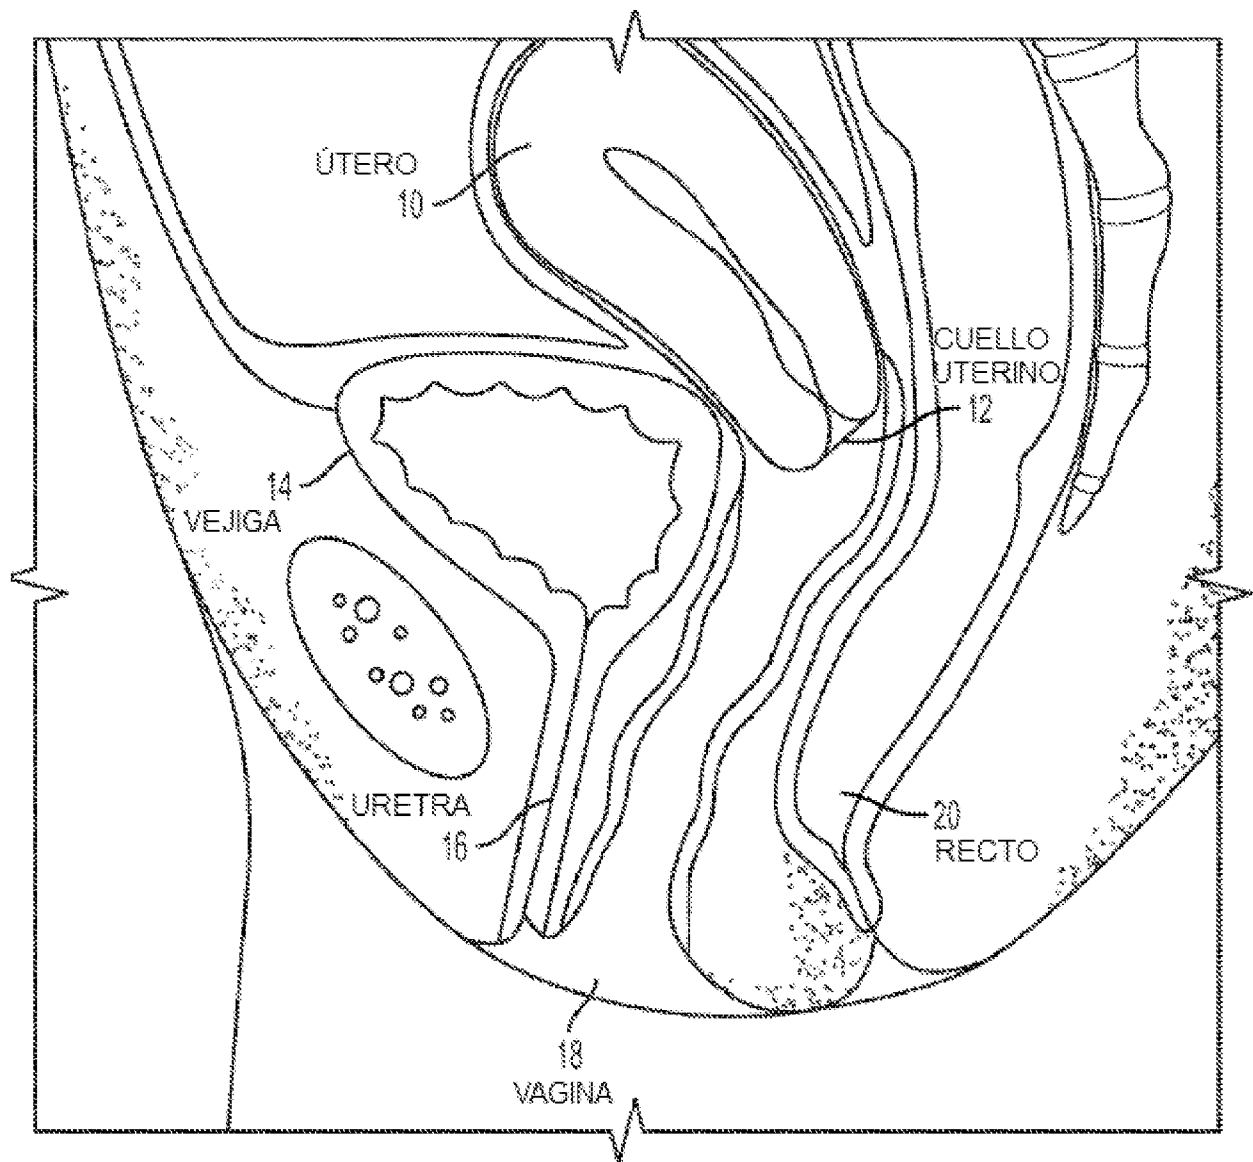 ÚTERO
10
CUELLO
UTERINO
12
14
VEJIGA
URETRA
16
20
RECTO
18
VAGINA